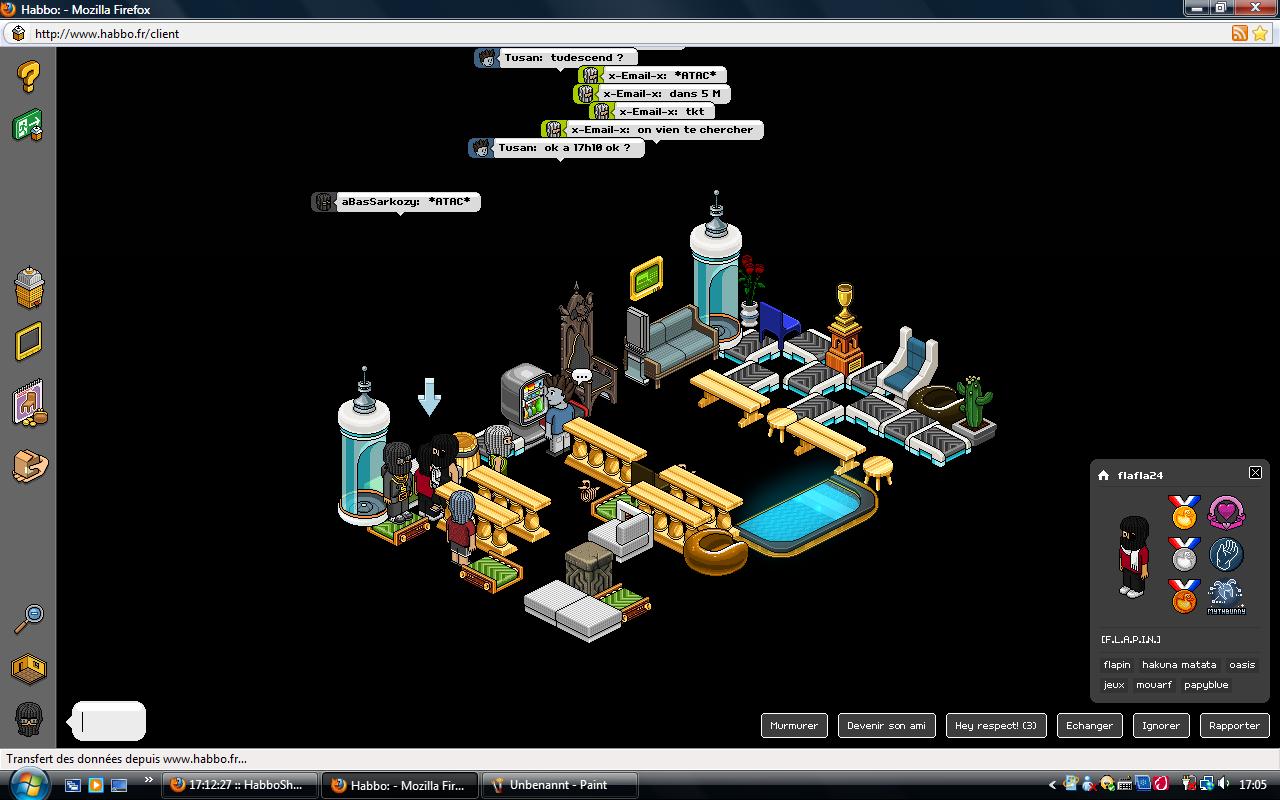 Habbo: - Mozilla Firefox
http://www.habbo.fr/client
Tusan: tudescend ?
x-Email-x: *ATAC*
x-Email-x: dans 5 M
x-Email-x: tkt
x-Email-x: on vien te chercher
Tusan: ok a 17h10 ok ?
aBasSarkozy: *ATAC*
flafla24
MYTHBUNNY
[F.L.A.P.I.N.]
flapin hakuna matata oasis
jeux mouarf papyblue
Murmurer Devenir son ami Hey respect! (3) Echanger Ignorer Rapporter
Transfert des données depuis www.habbo.fr...
17:12:27 :: HabboSh... Habbo: - Mozilla Fir... Unbenannt - Paint 17:05